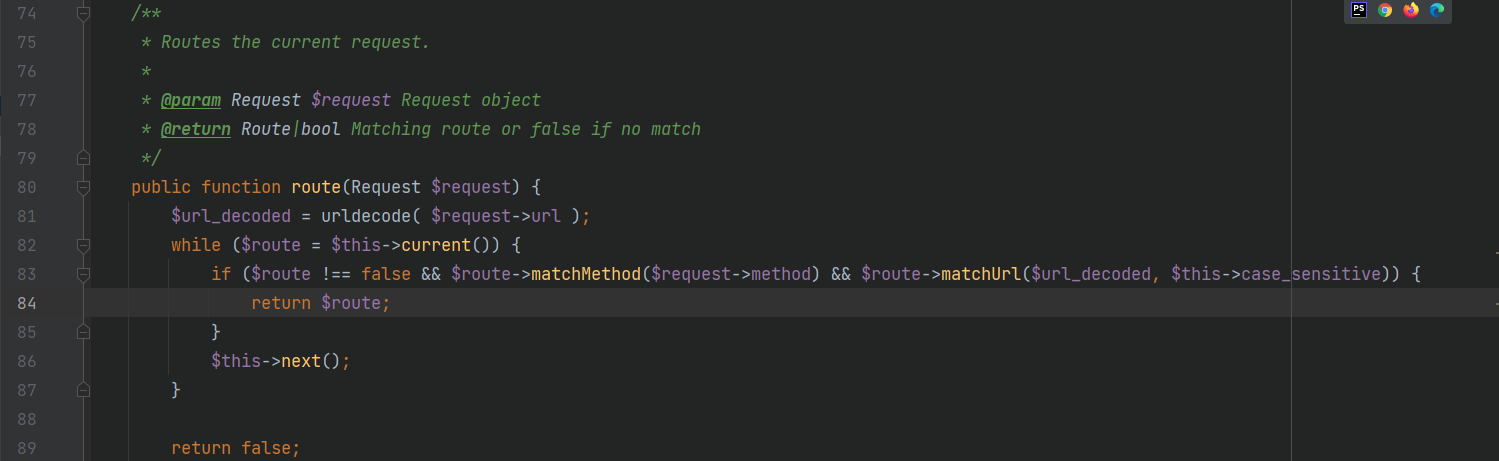 74 /**
75 * Routes the current request.
76 *
77 * @param Request $request Request object
78 * @return Route|bool Matching route or false if no match
79 */
80 public function route(Request $request) {
81 $url_decoded = urldecode( $request->url );
82 while ($route = $this->current()) {
83 if ($route !== false && $route->matchMethod($request->method) && $route->matchUrl($url_decoded, $this->case_sensitive)) {
84 return $route;
85 }
86 $this->next();
87 }
88
89 return false;
PS